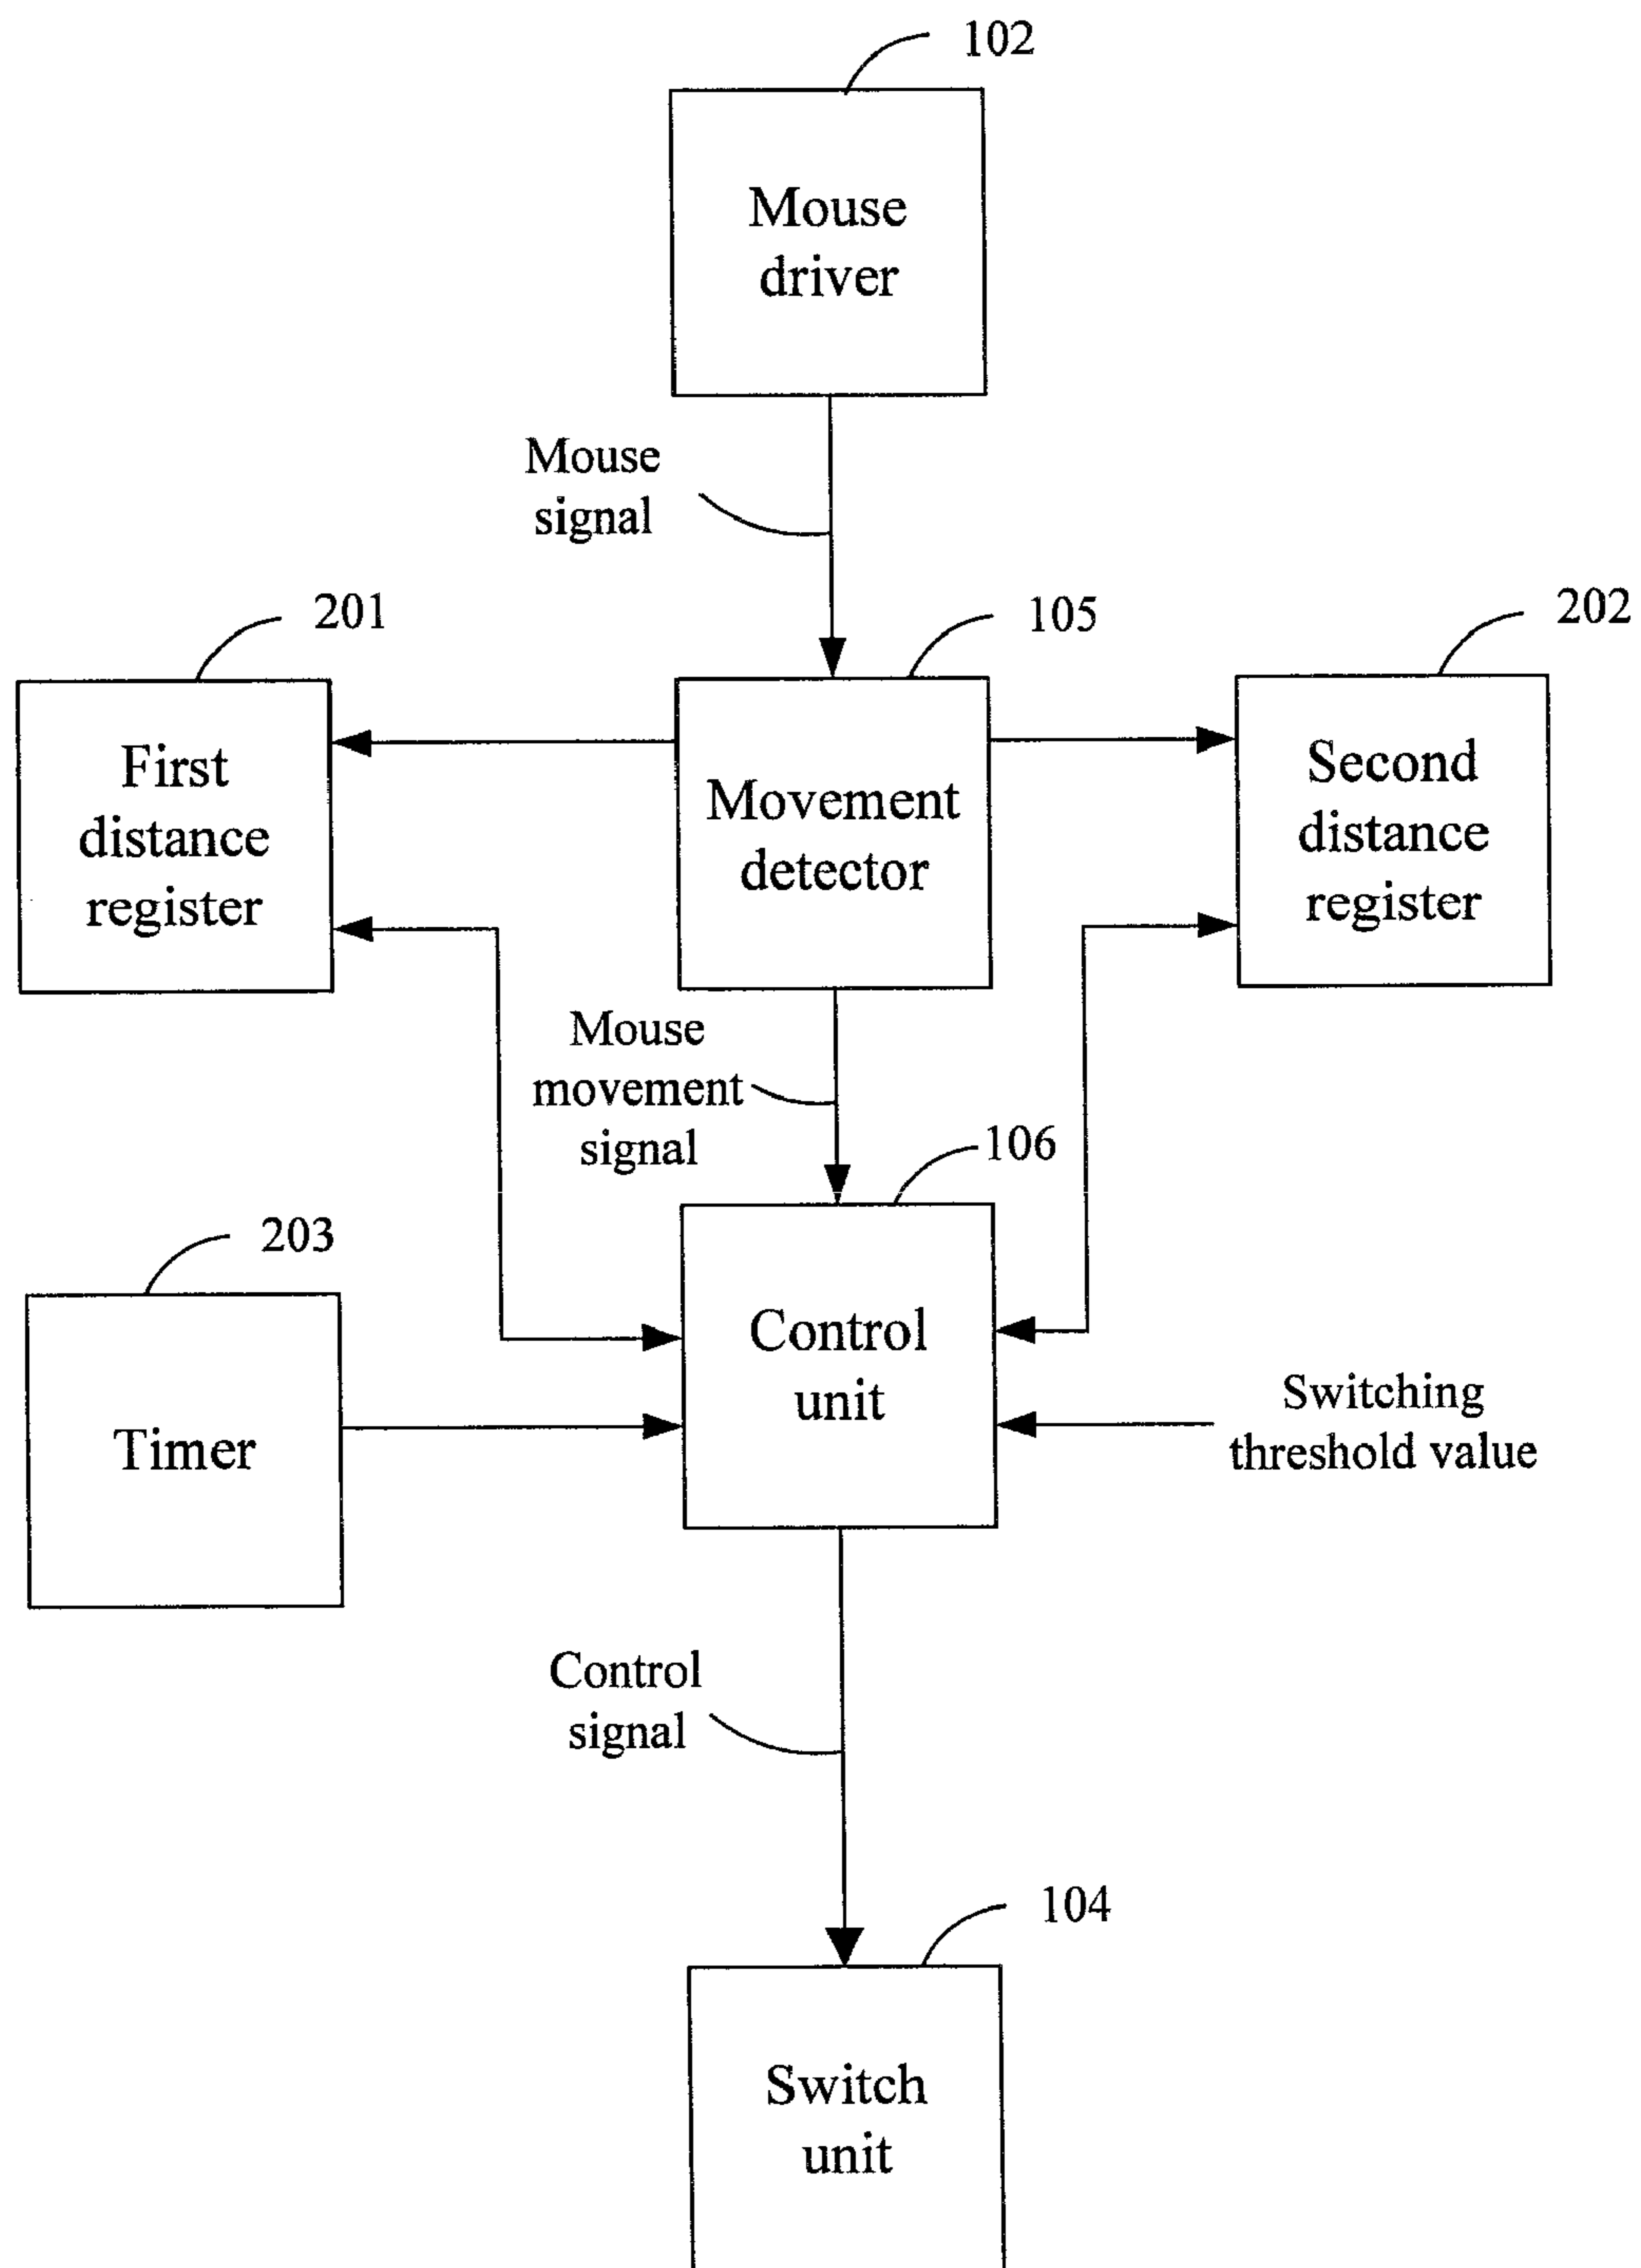 102
Mouse
driver
Mouse
signal
201
105
202
First
distance
register
Movement
detector
Second
distance
register
Mouse
movement
signal
106
203
Control
unit
Timer
Switching
threshold value
Control
signal
104
Switch
unit